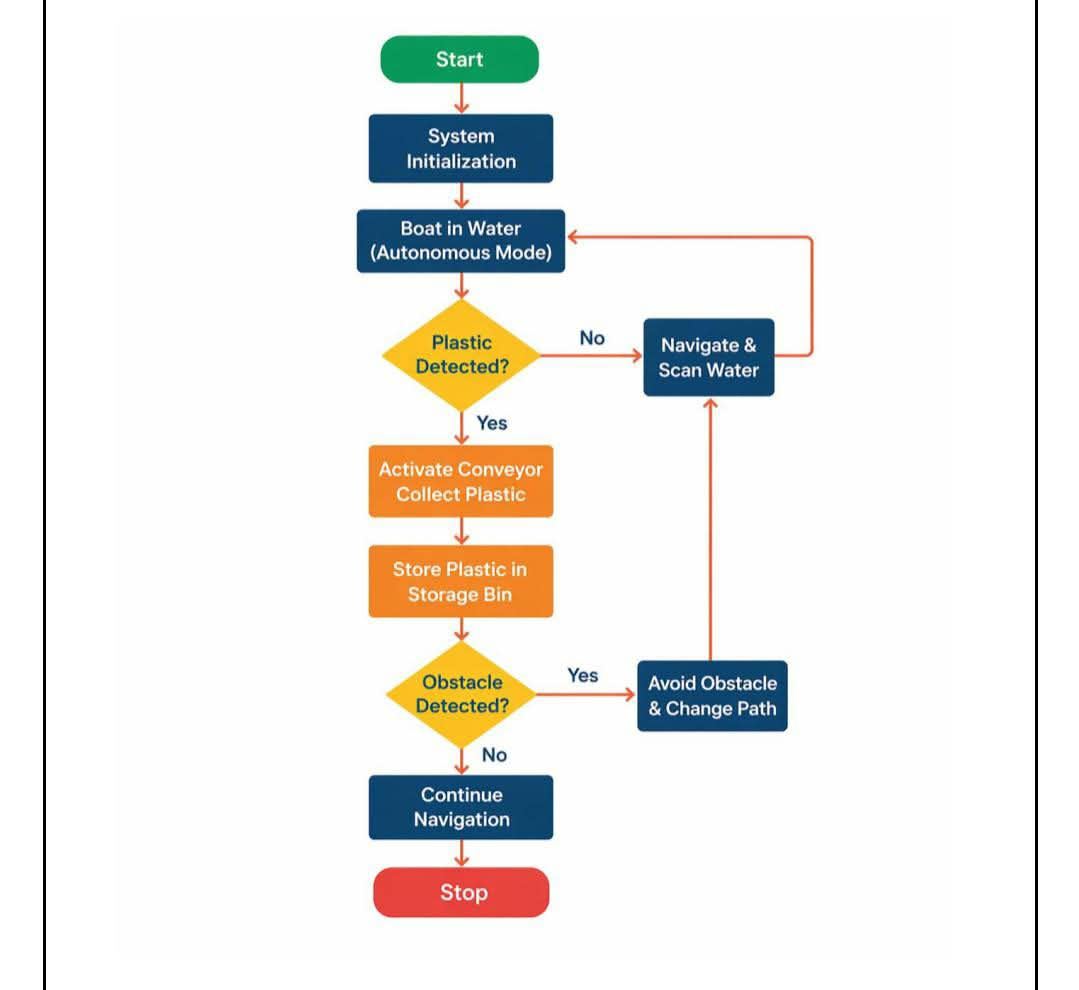 Start
System
Initialization
Boat in Water
(Autonomous Mode)
Plastic
Detected?
No
Navigate &
Scan Water
Yes
Activate Conveyor
Collect Plastic
Store Plastic in
Storage Bin
Obstacle
Detected?
Yes
Avoid Obstacle
& Change Path
No
Continue
Navigation
Stop